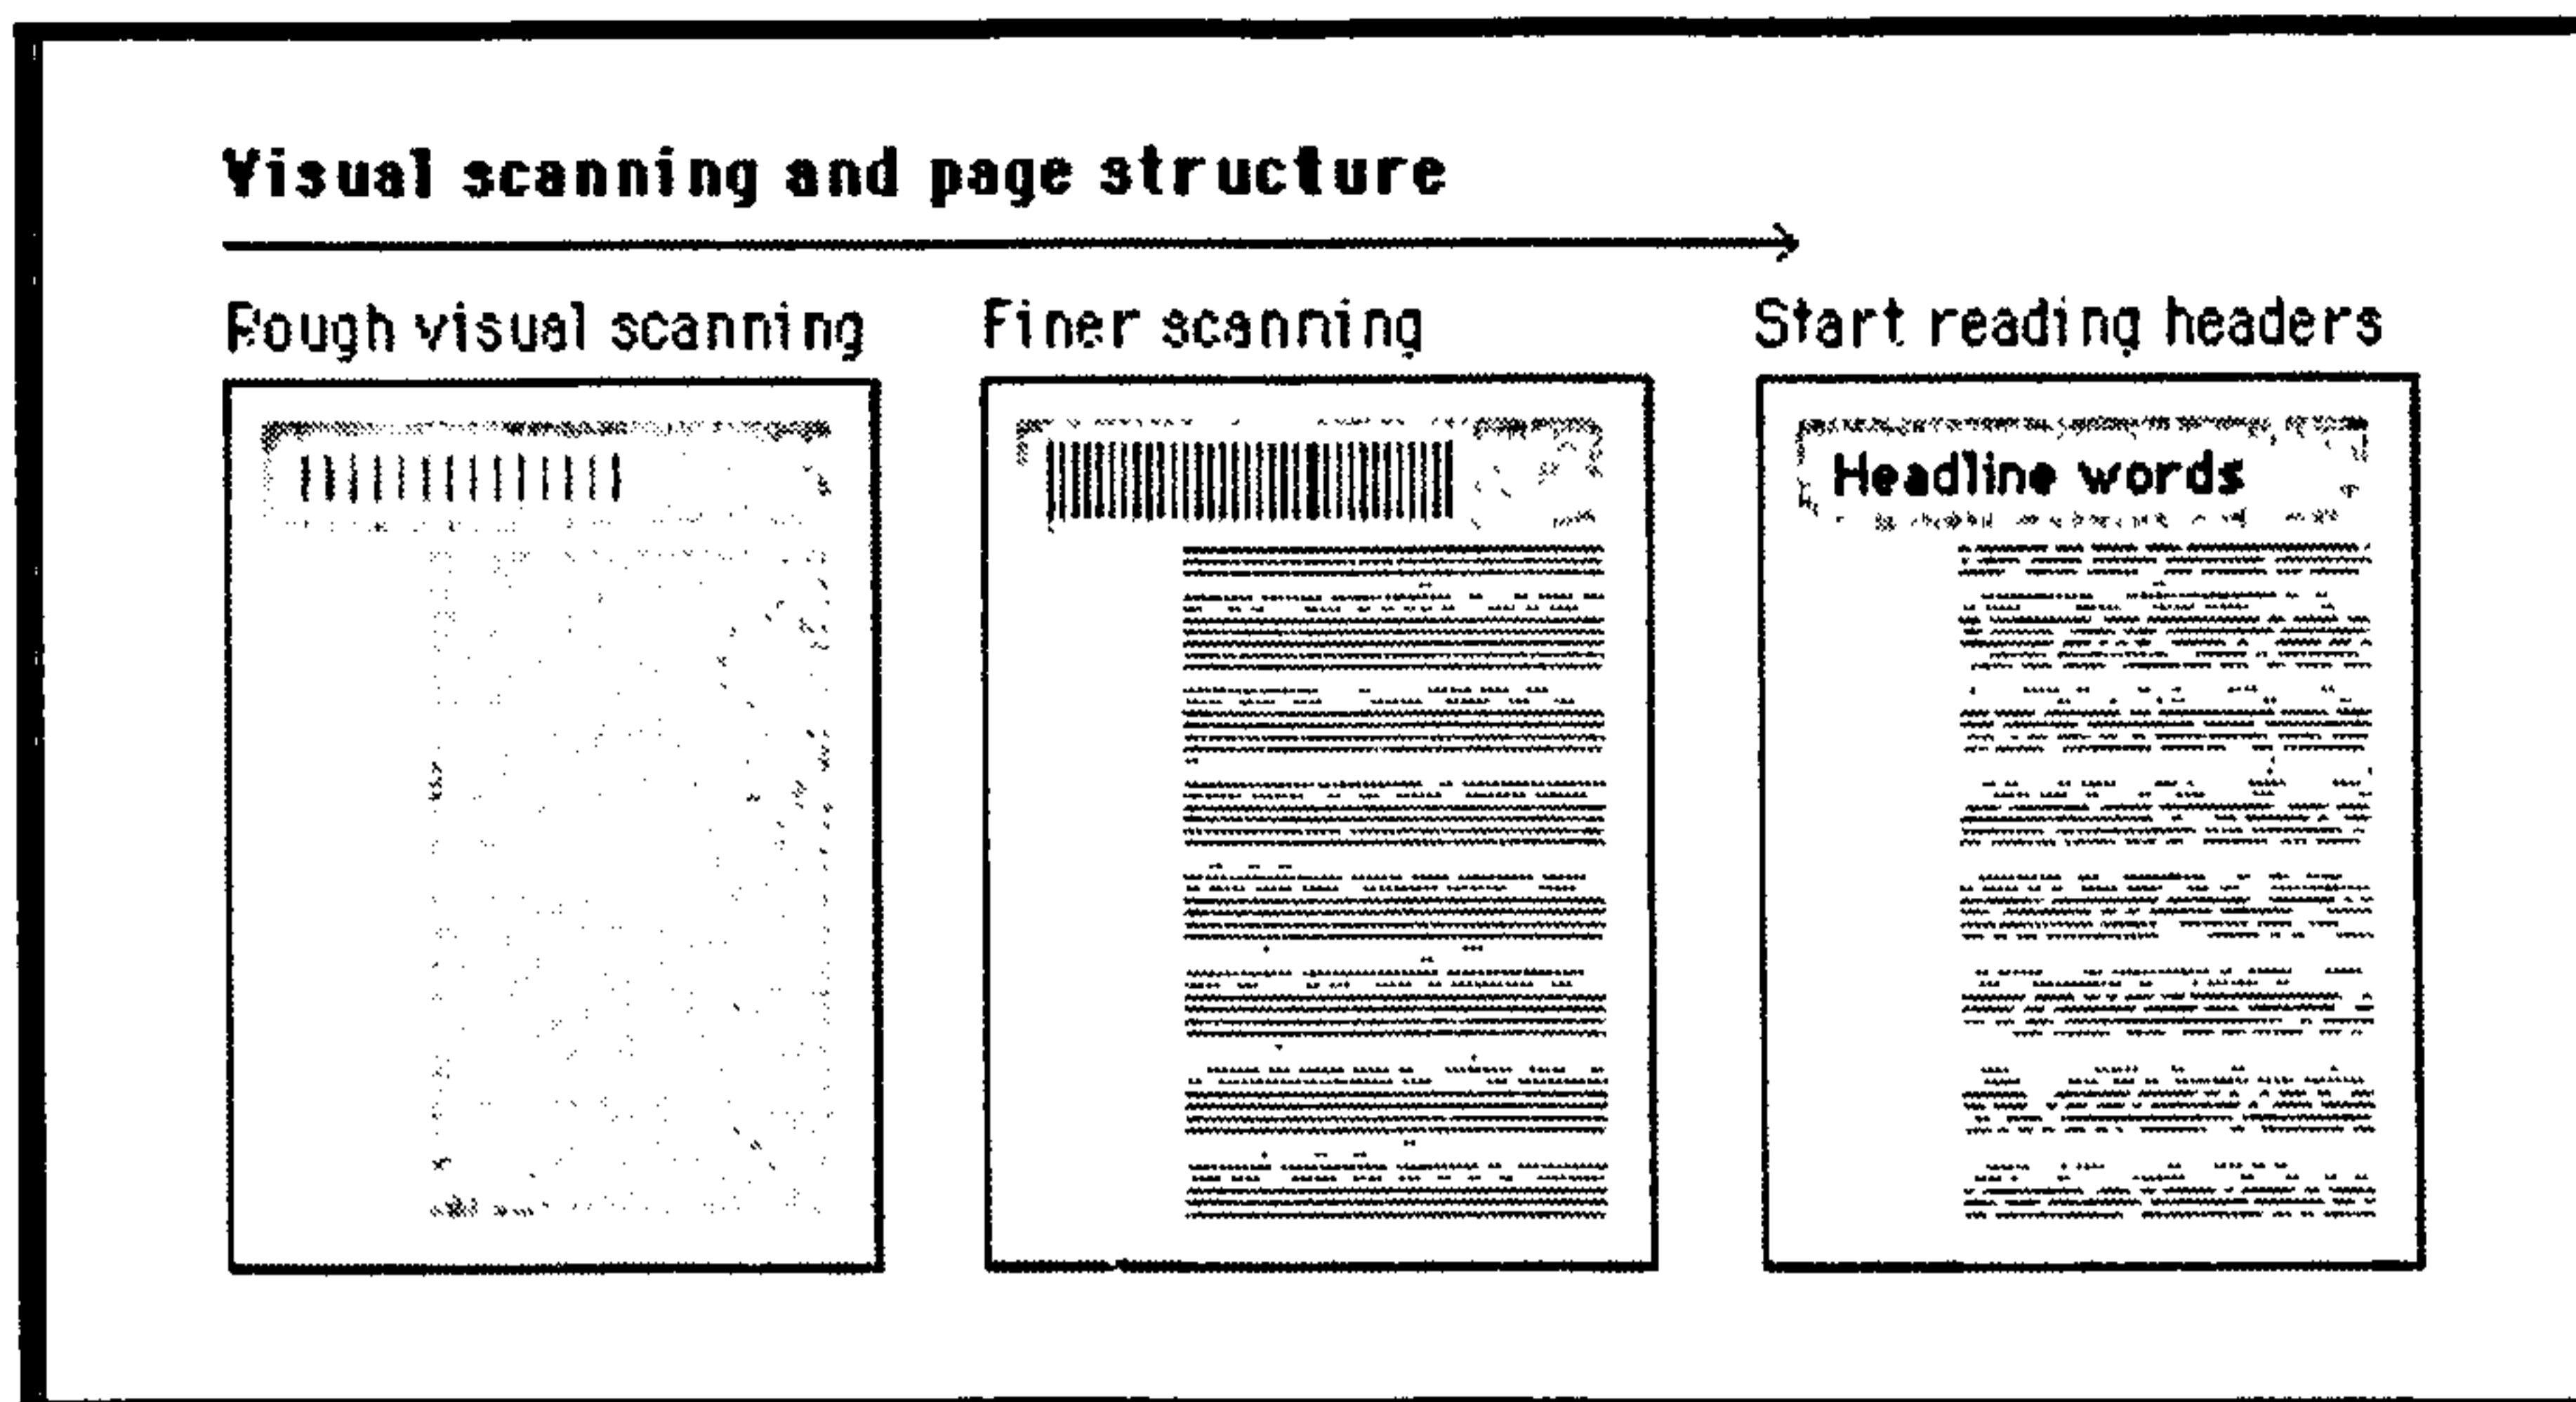 Visual scanning and page structure
Rough visual scanning
Finer scanning
Start reading headers
Headline words